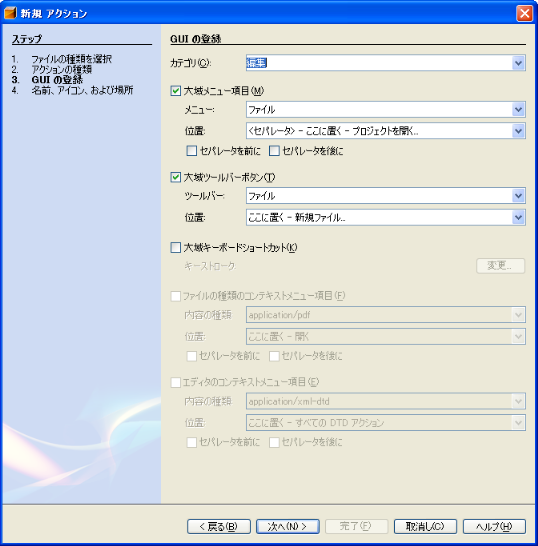 新規 アクション
ステップ
1. ファイルの種類を選択
2. アクションの種類
3. GUI の登録
4. 名前、アイコン、および場所
GUI の登録
カテゴリ(C): 編集
大域メニュー項目(M)
メニュー: ファイル
位置: <セパレータ> - ここに置く - プロジェクトを開く...
セパレータを前に セパレータを後に
大域ツールバーボタン(T)
ツールバー: ファイル
位置: ここに置く - 新規ファイル...
大域キーボードショートカット(K)
キーストローク 変更...
ファイルの種類のコンテキストメニュー項目(F)
内容の種類 application/pdf
位置: ここに置く - 開く
セパレータを前に セパレータを後に
エディタのコンテキストメニュー項目(E)
内容の種類 application/xml-dtd
位置: ここに置く - すべての DTD アクション
セパレータを前に セパレータを後に
< 戻る(B) 次へ(N) > 完了(F) 取消し(C) ヘルプ(H)